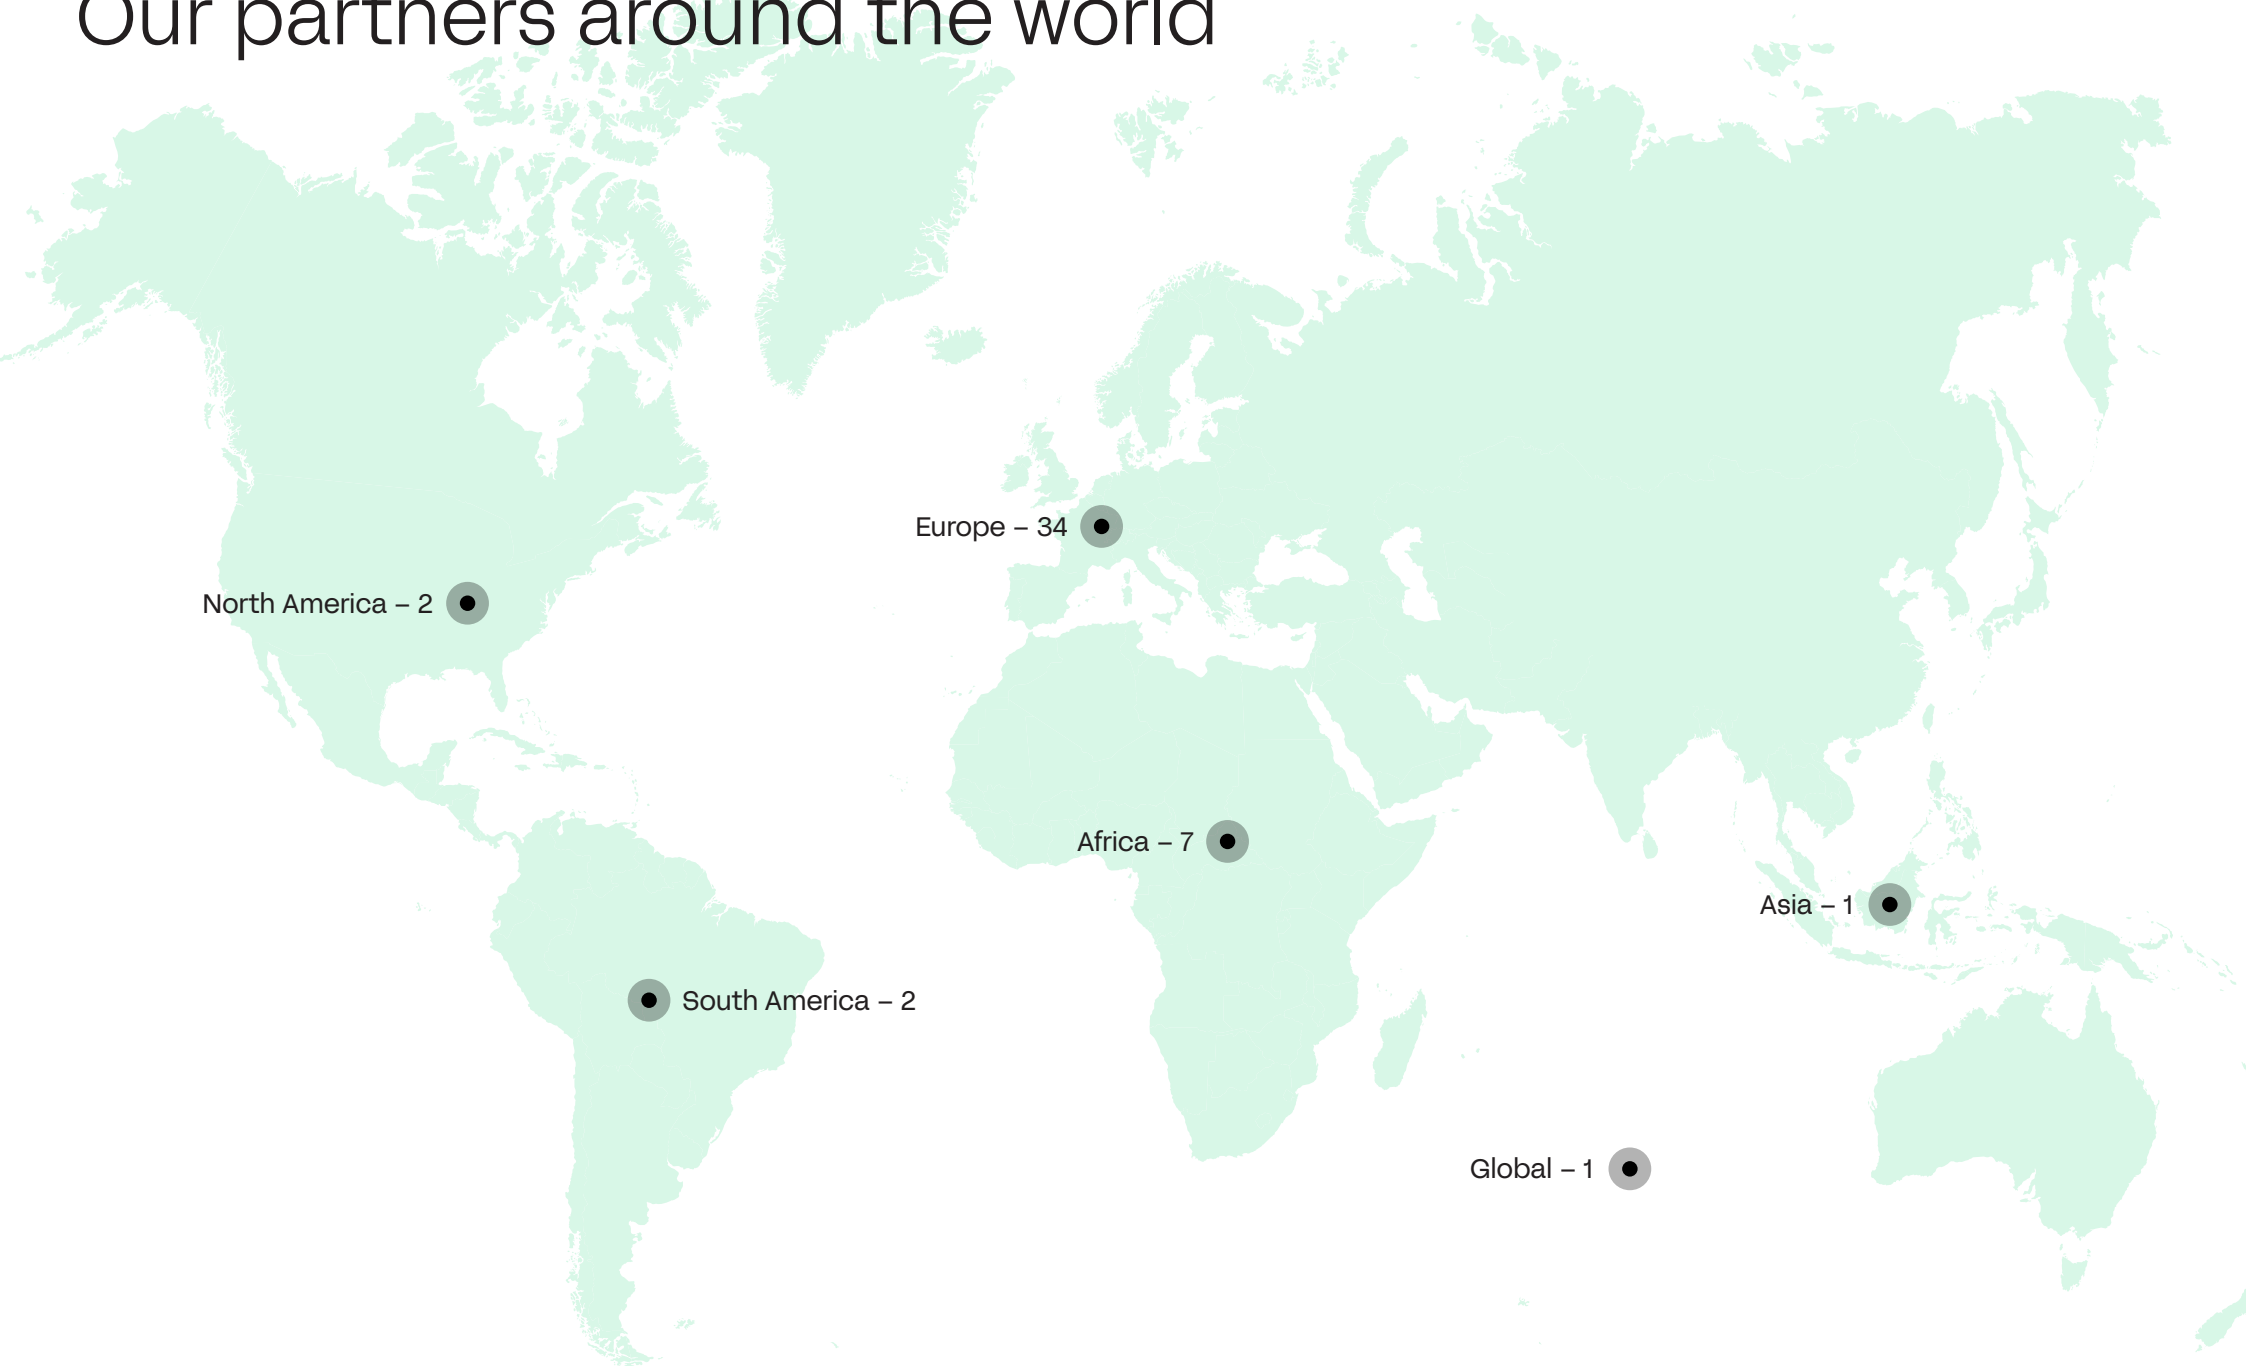 Our partners around the world
Europe – 34
North America – 2
Africa – 7
Asia – 1
South America – 2
Global – 1